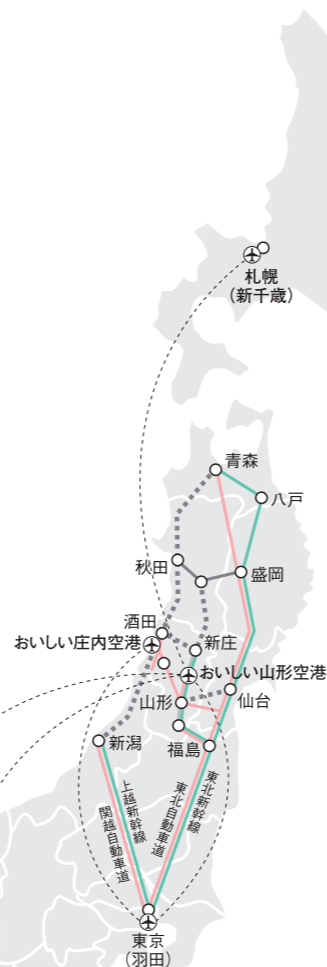 札幌
(新千歳)
青森
八戸
秋田
盛岡
酒田
おいしい庄内空港
新庄
おいしい山形空港
山形
仙台
新潟
福島
上越新幹線
関越自動車道
東北新幹線
東北自動車道
東京
(羽田)